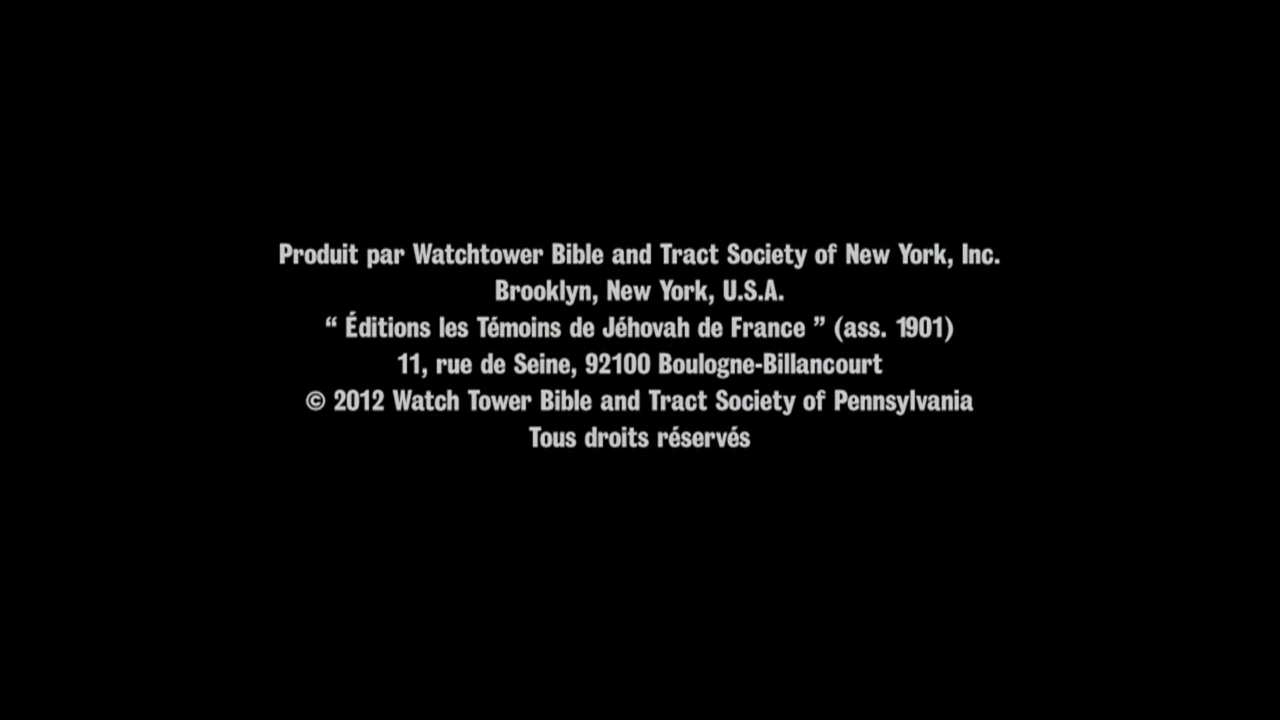 Produit par Watchtower Bible and Tract Society of New York, Inc.
Brooklyn, New York, U.S.A.
“ Éditions les Témoins de Jéhovah de France ” (ass. 1901)
11, rue de Seine, 92100 Boulogne-Billancourt
© 2012 Watch Tower Bible and Tract Society of Pennsylvania
Tous droits réservés